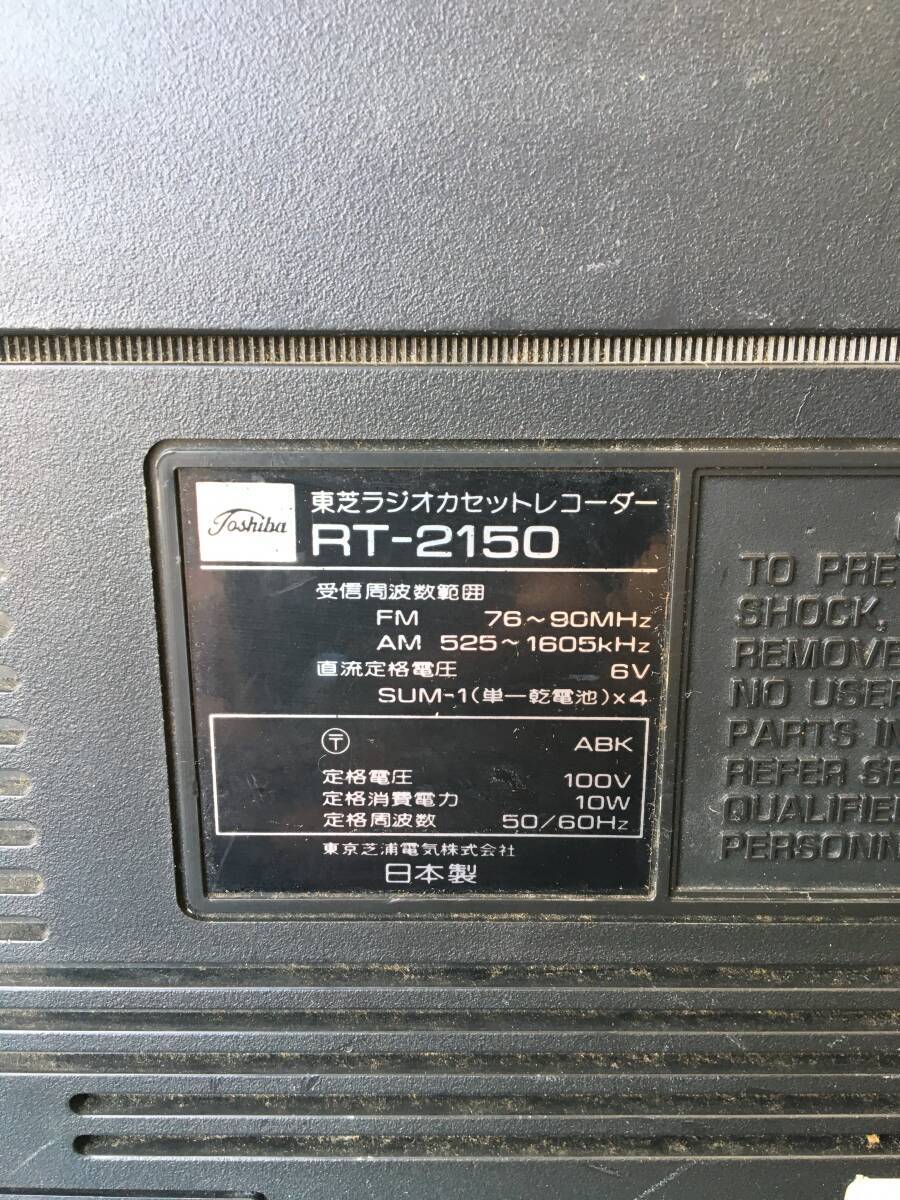 Toshiba
東芝ラジオカセットレコーダー
RT-2150
受信周波数範囲
FM 76~90MHz
AM 525~1605kHz
直流定格電圧 6V
SUM-1(単一乾電池)x4
〒 ABK
定格電圧 100V
定格消費電力 10W
定格周波数 50/60Hz
東京芝浦電気株式会社
日本製
TO PRE
SHOCK,
REMOVE
NO USER
PARTS IN
REFER SE
QUALIFIE
PERSONN